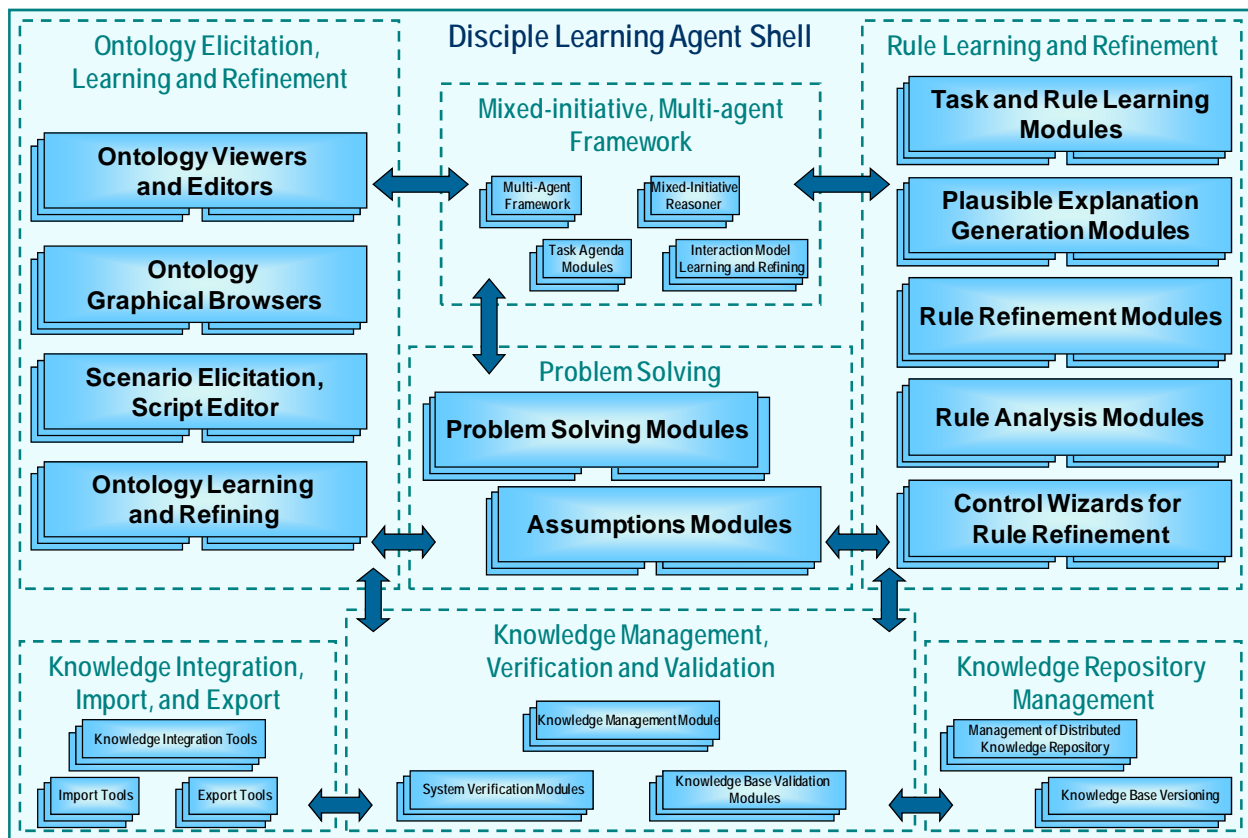 Disciple Learning Agent Shell
Ontology Elicitation,
Learning and Refinement
Ontology Viewers
and Editors
Ontology
Graphical Browsers
Scenario Elicitation,
Script Editor
Ontology Learning
and Refining
Mixed-initiative, Multi-agent
Framework
Multi-Agent
Framework
Mixed-Initiative
Reasoner
Task Agenda
Modules
Interaction Model
Learning and Refining
Problem Solving
Problem Solving Modules
Assumptions Modules
Rule Learning and Refinement
Task and Rule Learning
Modules
Plausible Explanation
Generation Modules
Rule Refinement Modules
Rule Analysis Modules
Control Wizards for
Rule Refinement
Knowledge Integration,
Import, and Export
Knowledge Integration Tools
Import Tools
Export Tools
Knowledge Management,
Verification and Validation
Knowledge Management Module
System Verification Modules
Knowledge Base Validation
Modules
Knowledge Repository
Management
Management of Distributed
Knowledge Repository
Knowledge Base Versioning